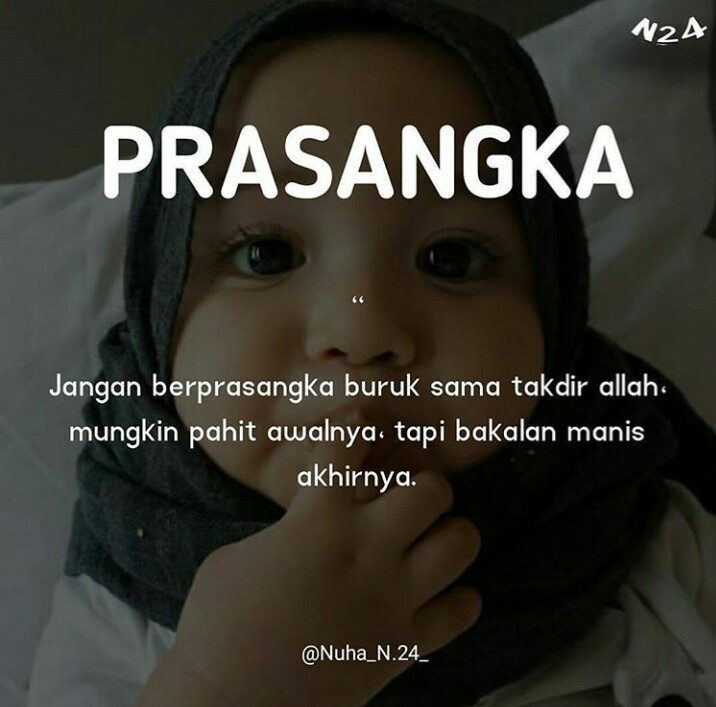 N24
PRASANGKA
“
Jangan berprasangka buruk sama takdir allah،
mungkin pahit awalnya، tapi bakalan manis
akhirnya.
@Nuha_N.24_